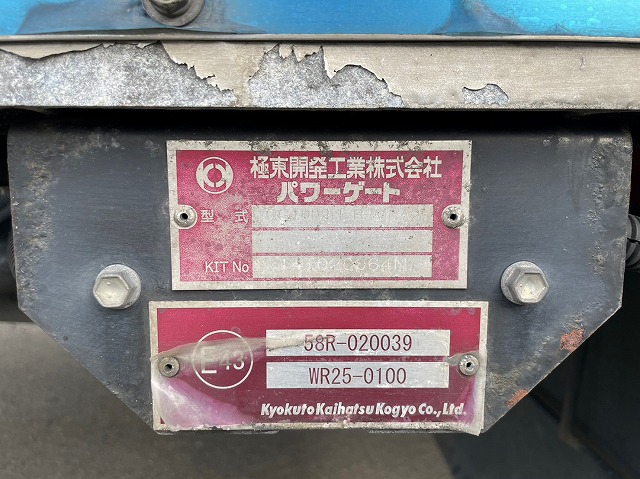 極東開発工業株式会社
パワーゲート
型式
KIT No
E43
58R-020039
WR25-0100
Kyokuto Kaihatsu Kogyo Co., Ltd.